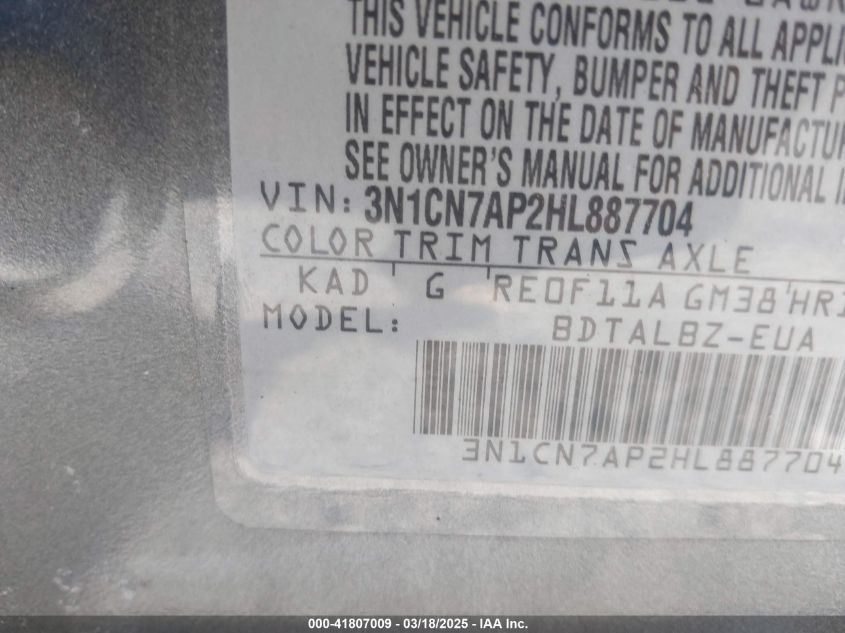 THIS VEHICLE CONFORMS TO ALL APPLI
VEHICLE SAFETY, BUMPER AND THEFT P
IN EFFECT ON THE DATE OF MANUFACTUR
SEE OWNER'S MANUAL FOR ADDITIONAL I
VIN: 3N1CN7AP2HL887704
COLOR TRIM TRANS AXLE
KAD G RE0F11A GM38 HR1
MODEL: BDTALBZ-EUA
3N1CN7AP2HL887704
000-41807009 - 03/18/2025 - IAA Inc.